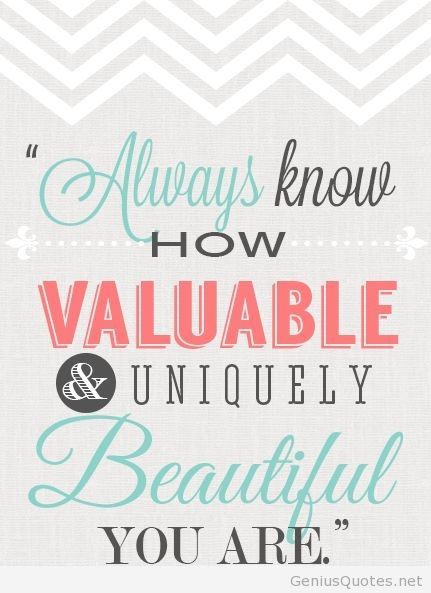 “Always know
HOW
VALUABLE
& UNIQUELY
Beautiful
YOU ARE.”
GeniusQuotes.net